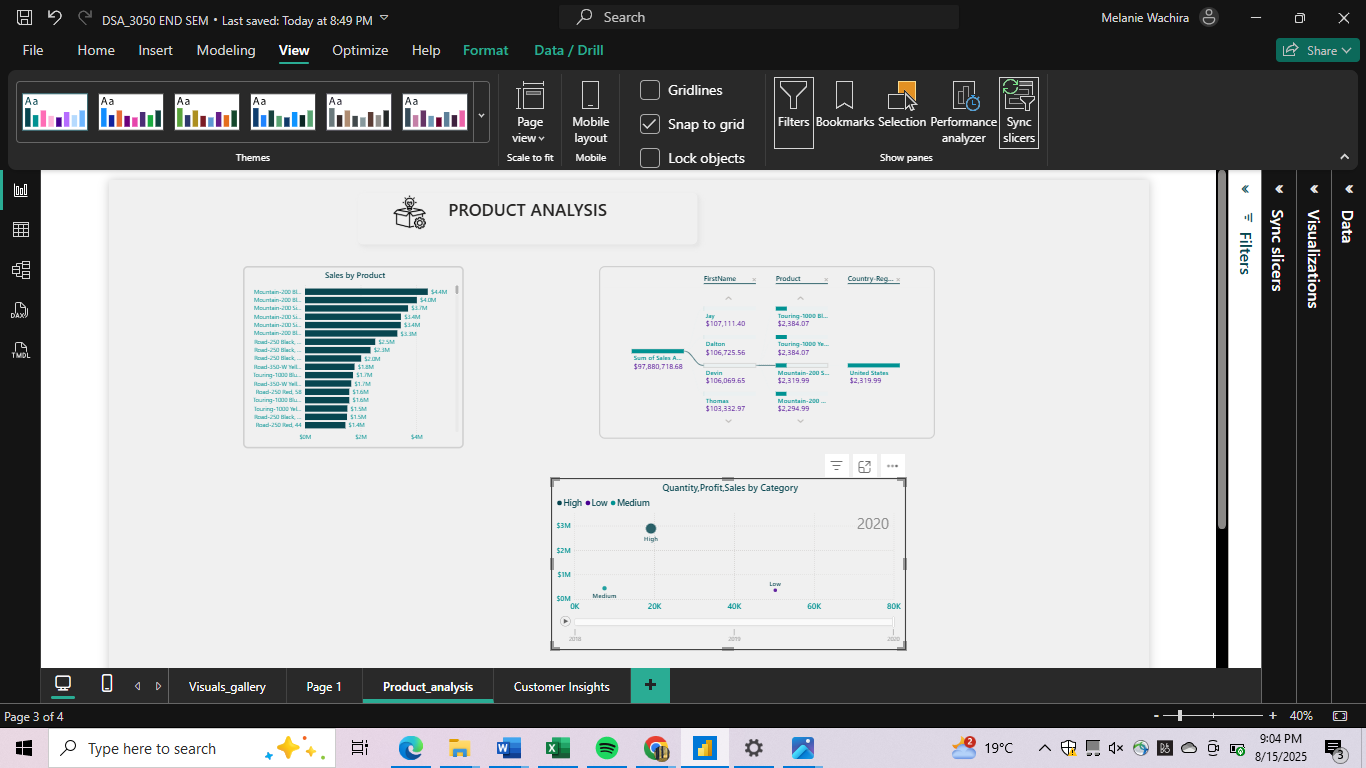 DSA_3050 END SEM • Last saved: Today at 8:49 PM
Search
Melanie Wachira
File
Home
Insert
Modeling
View
Optimize
Help
Format
Data / Drill
Share
Aa Aa Aa Aa Aa Aa
Themes
Page view
Scale to fit
Mobile layout
Mobile
Gridlines
Snap to grid
Lock objects
Filters
Bookmarks
Selection
Performance analyzer
Sync slicers
Show panes
DAX
TMDL
PRODUCT ANALYSIS
Sales by Product
Mountain-200 Bl... $4.4M
Mountain-200 Bl... $4.0M
Mountain-200 Si... $3.7M
Mountain-200 Si... $3.4M
Mountain-200 Si... $3.4M
Mountain-200 Bl... $3.3M
Road-250 Black, ... $2.5M
Road-250 Black, ... $2.3M
Road-250 Black, ... $2.0M
Road-350-W Yell... $1.8M
Touring-1000 Blu... $1.7M
Road-350-W Yell... $1.7M
Road-250 Red, 58 $1.6M
Touring-1000 Blu... $1.6M
Touring-1000 Yel... $1.5M
Road-250 Black, ... $1.5M
Road-250 Red, 44 $1.4M
$0M $2M $4M
FirstName
Product
Country-Reg...
Sum of Sales A...
$97,880,718.68
Jay
$107,111.40
Dalton
$106,725.56
Devin
$106,069.65
Thomas
$103,332.97
Touring-1000 Bl...
$2,384.07
Touring-1000 Ye...
$2,384.07
Mountain-200 S...
$2,319.99
Mountain-200 ...
$2,294.99
United States
$2,319.99
Quantity,Profit,Sales by Category
High Low Medium
2020
$3M
$2M
$1M
$0M
High
Low
Medium
0K 20K 40K 60K 80K
2018 2019 2020
Filters
Sync slicers
Visualizations
Data
Visuals_gallery
Page 1
Product_analysis
Customer Insights
+
Page 3 of 4
- + 40%
Type here to search
2
19°C
9:04 PM
8/15/2025
3